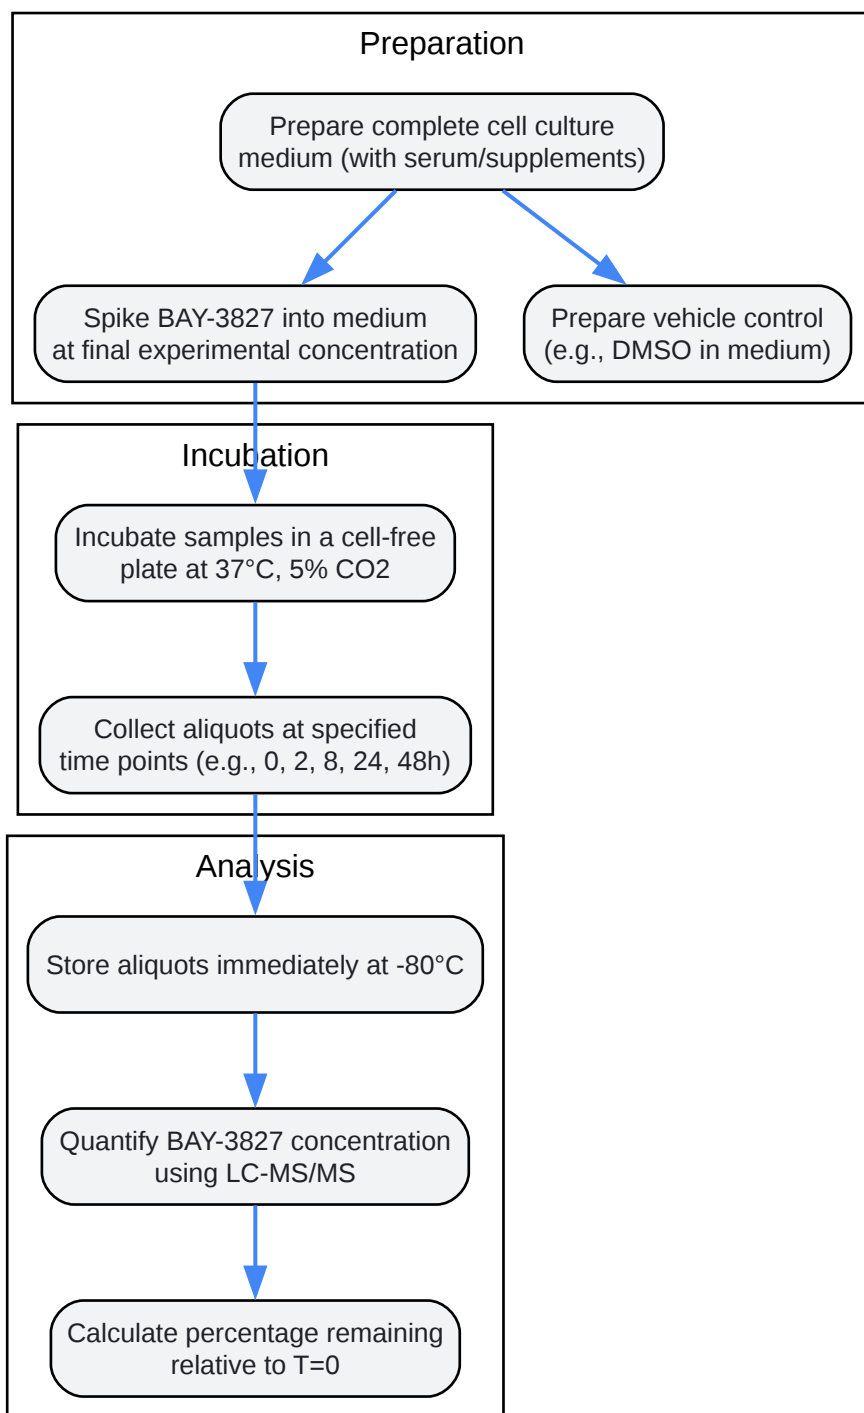 Preparation
Prepare complete cell culture
medium (with serum/supplements)
Spike BAY-3827 into medium
at final experimental concentration
Prepare vehicle control
(e.g., DMSO in medium)
Incubation
Incubate samples in a cell-free
plate at 37°C, 5% CO2
Collect aliquots at specified
time points (e.g., 0, 2, 8, 24, 48h)
Analysis
Store aliquots immediately at -80°C
Quantify BAY-3827 concentration
using LC-MS/MS
Calculate percentage remaining
relative to T=0